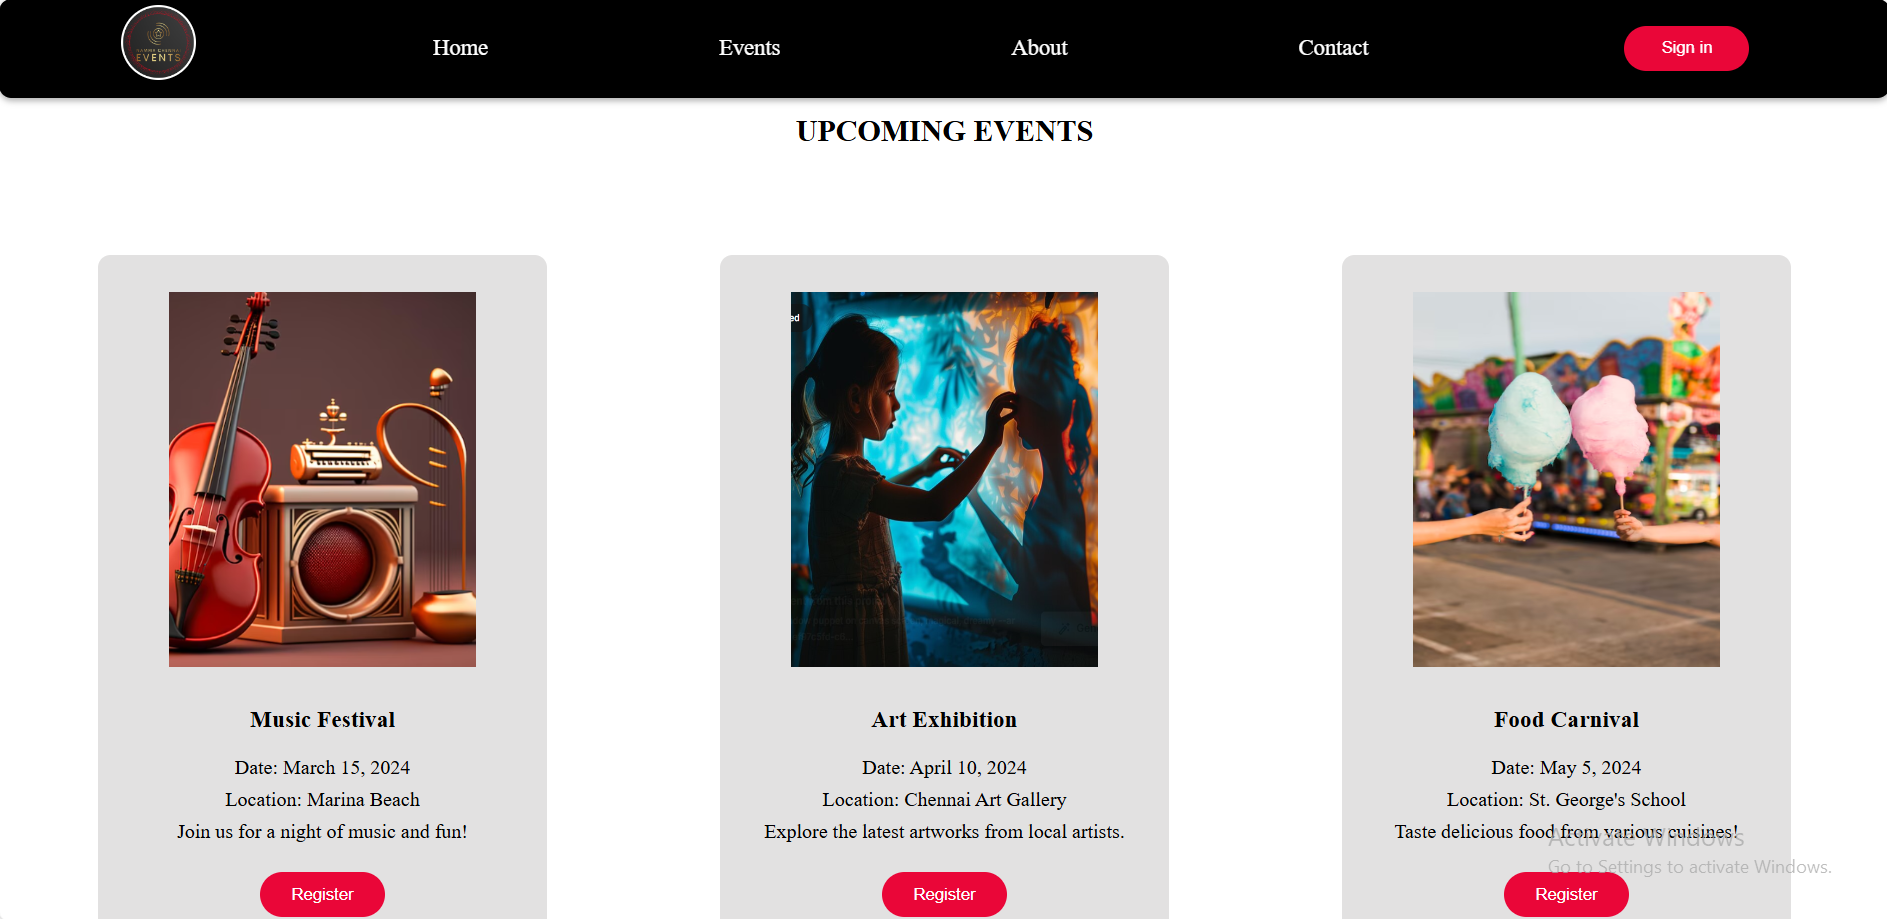 EVENTS
Home
Events
About
Contact
Sign in
UPCOMING EVENTS
ed
Music Festival
Date: March 15, 2024
Location: Marina Beach
Join us for a night of music and fun!
Register
Art Exhibition
Date: April 10, 2024
Location: Chennai Art Gallery
Explore the latest artworks from local artists.
Register
Food Carnival
Date: May 5, 2024
Location: St. George's School
Taste delicious food from various cuisines!
Register
Activate Windows
Go to Settings to activate Windows.